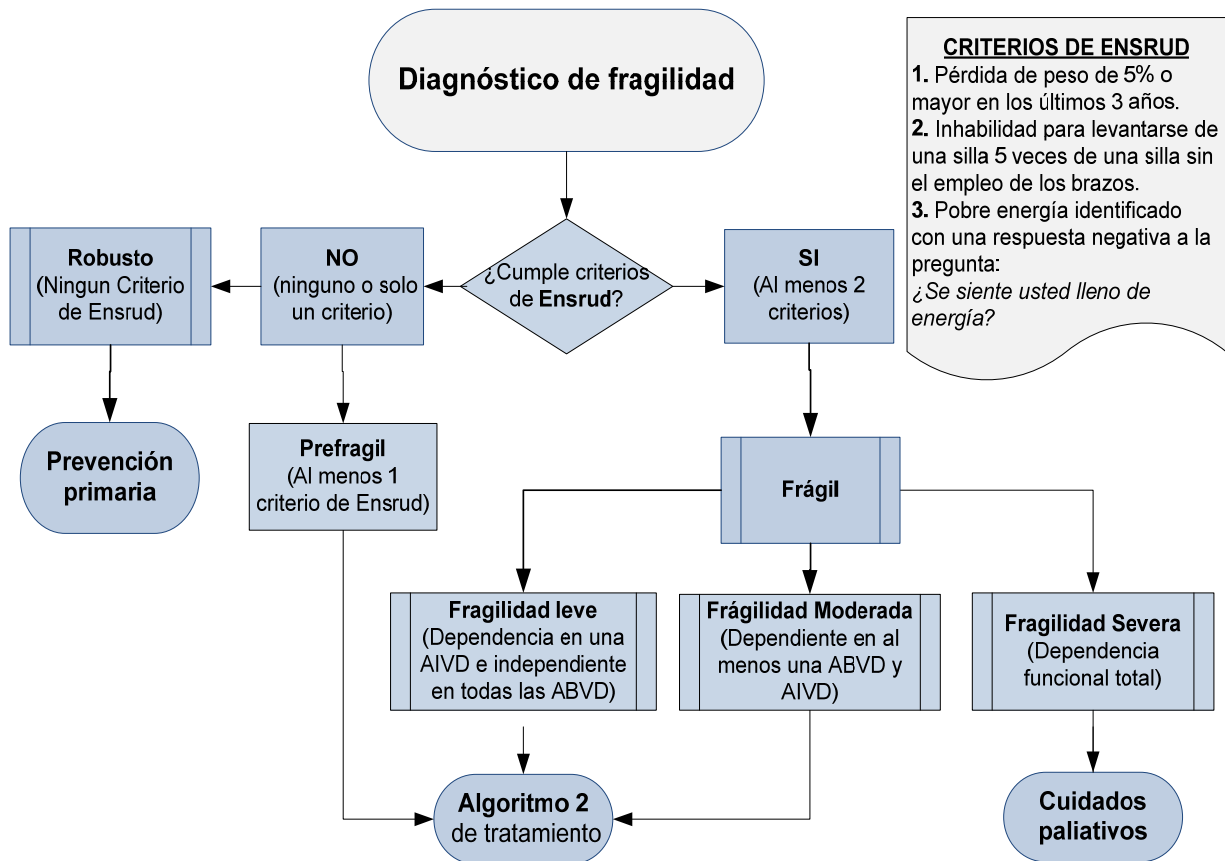 Diagnóstico de fragilidad
CRITERIOS DE ENSRUD
1. Pérdida de peso de 5% o
mayor en los últimos 3 años.
2. Inhabilidad para levantarse de
una silla 5 veces de una silla sin
el empleo de los brazos.
3. Pobre energía identificado
con una respuesta negativa a la
pregunta:
¿Se siente usted lleno de
energía?
Robusto
(Ningun Criterio
de Ensrud)
NO
(ninguno o solo
un criterio)
¿Cumple criterios
de Ensrud?
SI
(Al menos 2
criterios)
Prevención
primaria
Prefragil
(Al menos 1
criterio de Ensrud)
Frágil
Fragilidad leve
(Dependencia en una
AIVD e independiente
en todas las ABVD)
Frágilidad Moderada
(Dependiente en al
menos una ABVD y
AIVD)
Fragilidad Severa
(Dependencia
funcional total)
Algoritmo 2
de tratamiento
Cuidados
paliativos